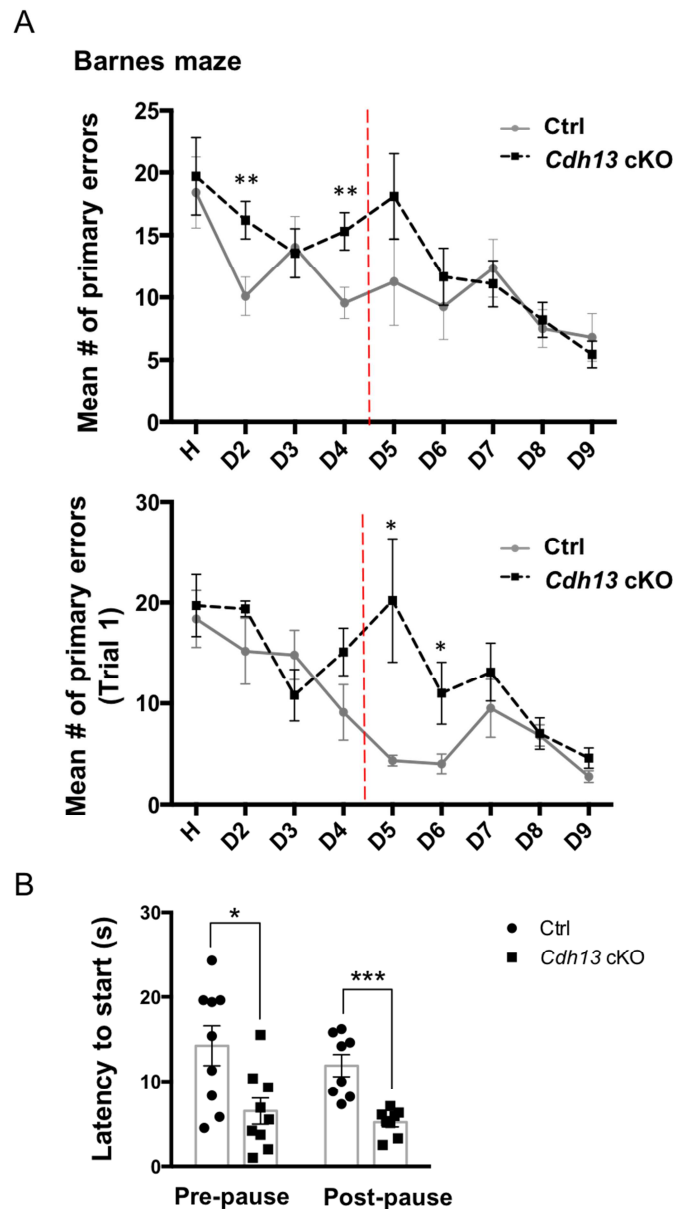 A
Barnes maze
Mean # of primary errors
25
20
15
10
5
0
**
**
Ctrl
Cdh13 cKO
H D2 D3 D4 D5 D6 D7 D8 D9
Mean # of primary errors
(Trial 1)
30
20
10
0
*
*
Ctrl
Cdh13 cKO
H D2 D3 D4 D5 D6 D7 D8 D9
B
Latency to start (s)
30
20
10
0
*
***
Ctrl
Cdh13 cKO
Pre-pause Post-pause